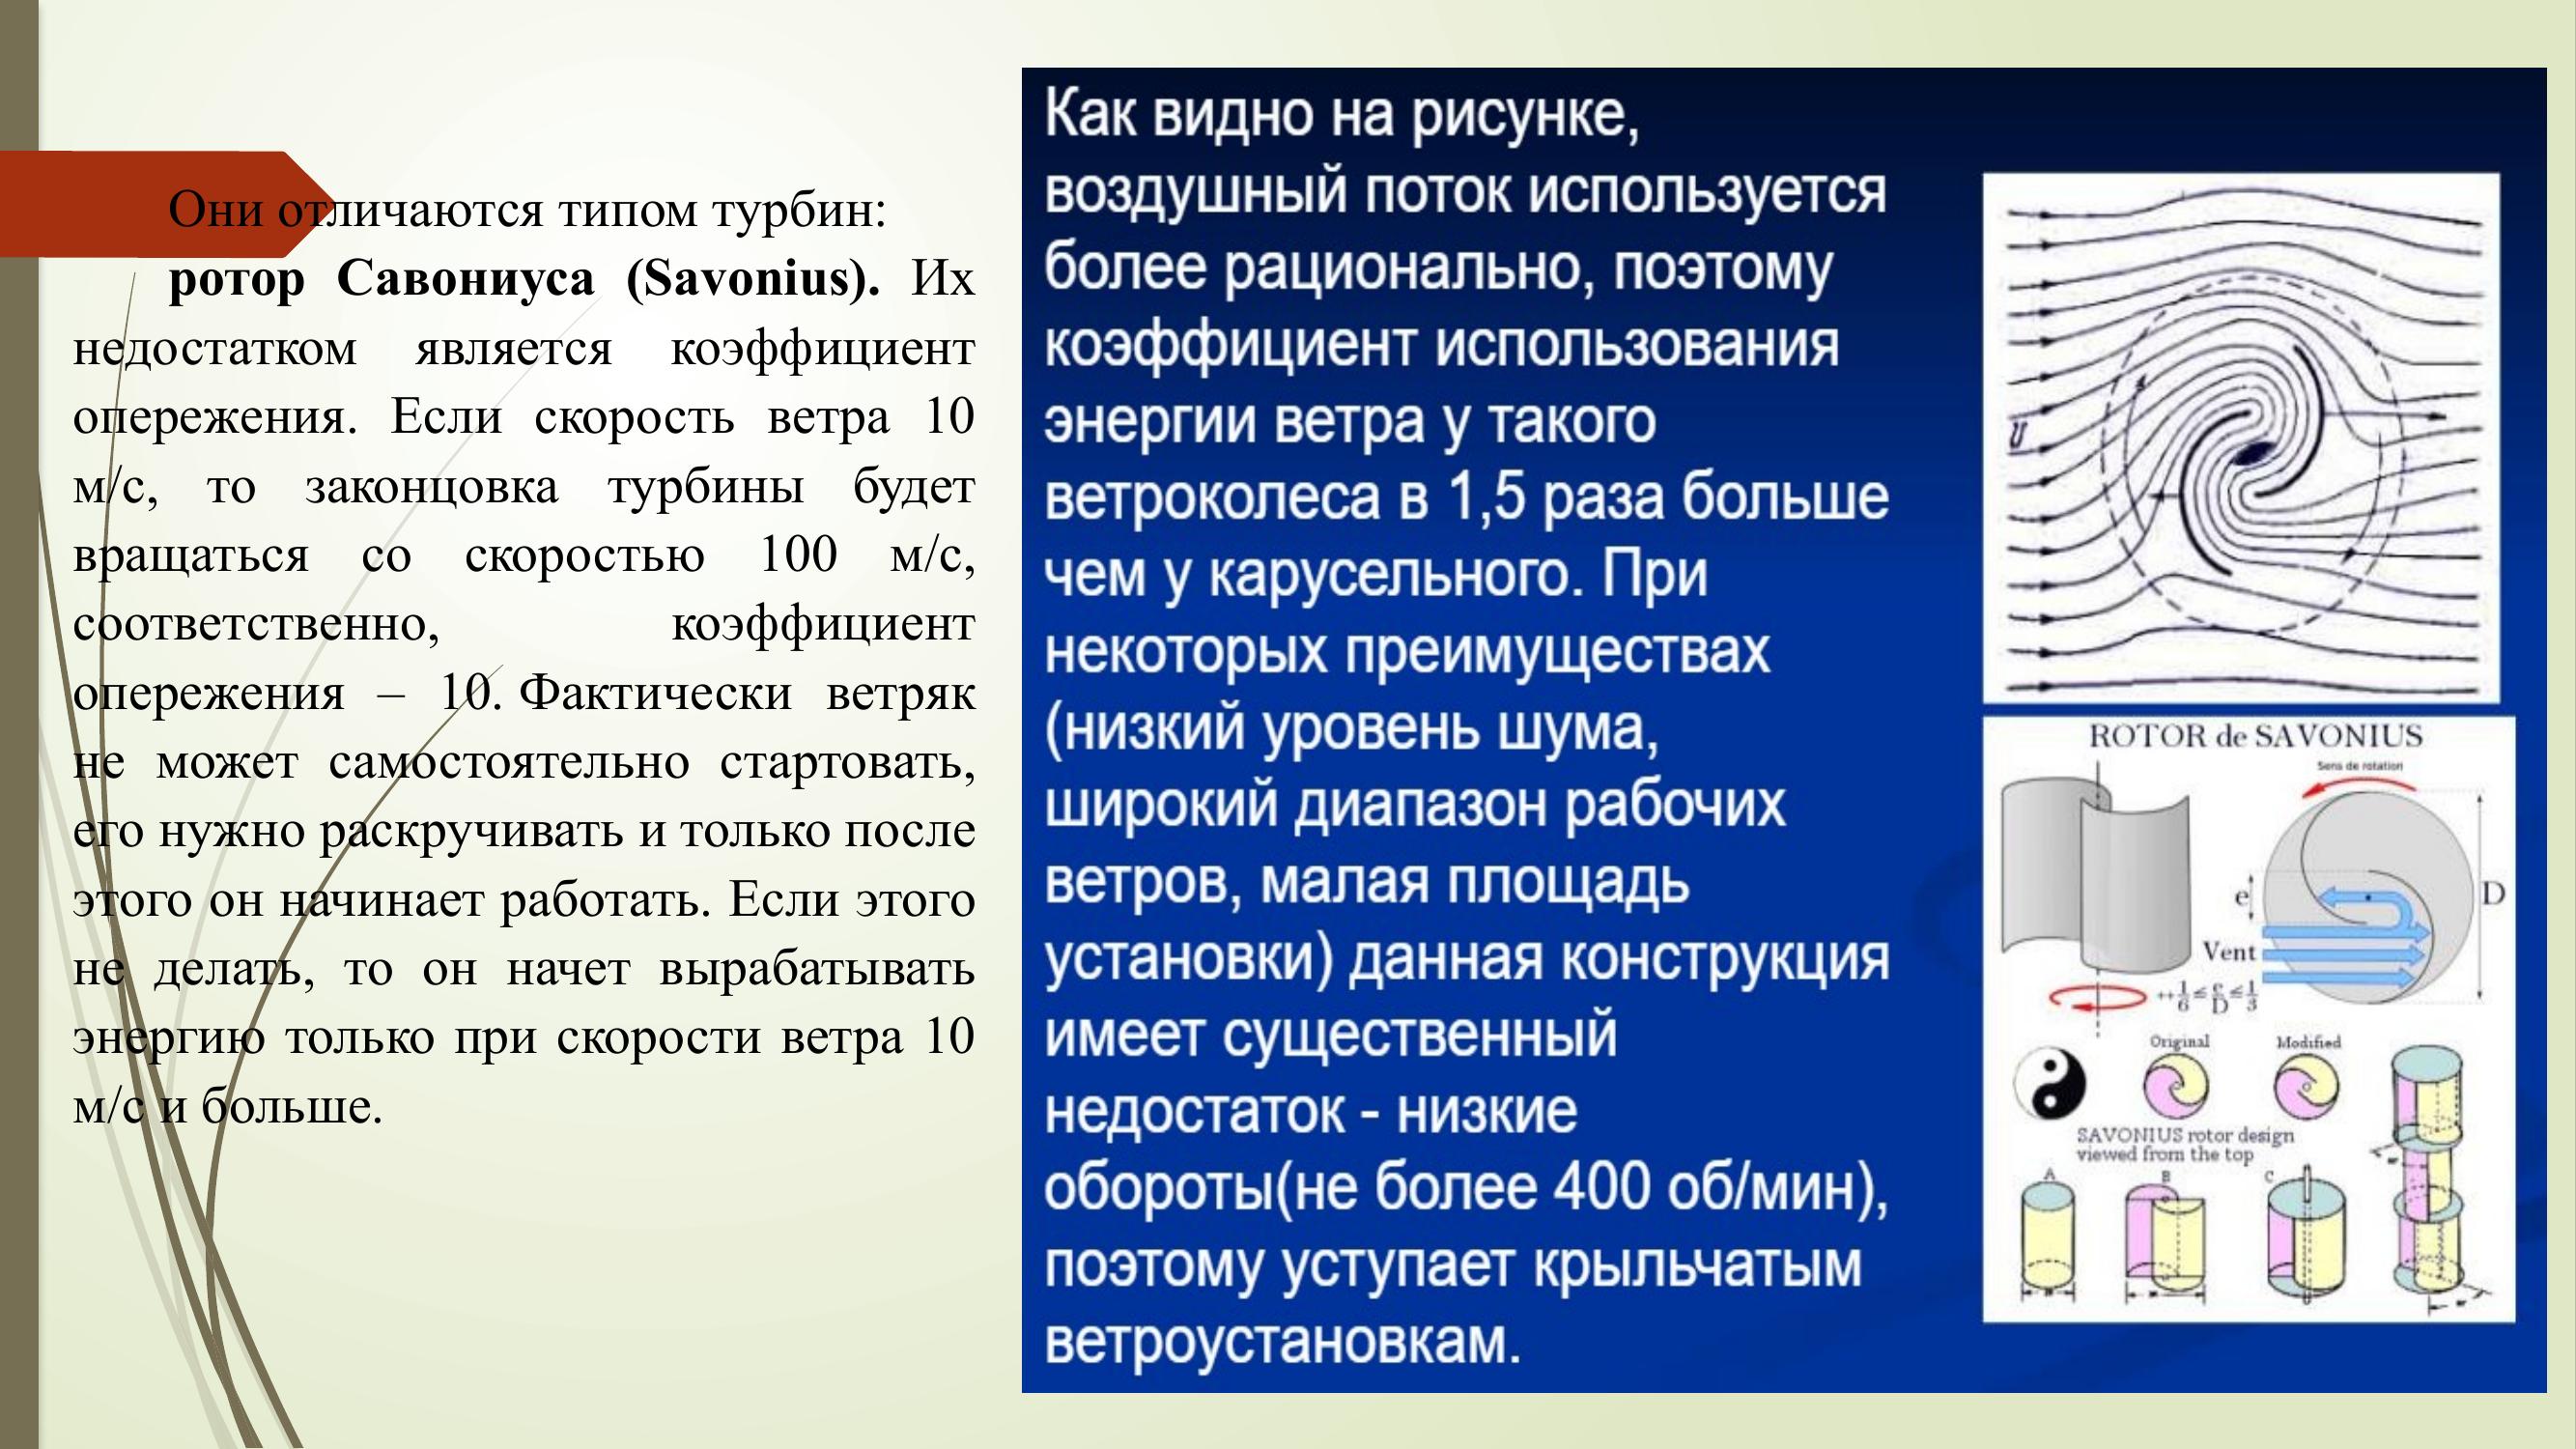 Они отличаются типом турбин:
ротор Савониуса (Savonius). Их
недостатком является коэффициент
опережения. Если скорость ветра 10
м/с, то законцовка турбины будет
вращаться со скоростью 100 м/с,
соответственно, коэффициент
опережения – 10. Фактически ветряк
не может самостоятельно стартовать,
его нужно раскручивать и только после
этого он начинает работать. Если этого
не делать, то он начет вырабатывать
энергию только при скорости ветра 10
м/с и больше.
Как видно на рисунке,
воздушный поток используется
более рационально, поэтому
коэффициент использования
энергии ветра у такого
ветроколеса в 1,5 раза больше
чем у карусельного. При
некоторых преимуществах
(низкий уровень шума,
широкий диапазон рабочих
ветров, малая площадь
установки) данная конструкция
имеет существенный
недостаток - низкие
обороты(не более 400 об/мин),
поэтому уступает крыльчатым
ветроустановкам.
U
ROTOR de SAVONIUS
Sens de rotation
e
D
Vent
1/6 ≤ e/D ≤ 1/3
Original
Modified
SAVONIUS rotor design
viewed from the top
A
B
C